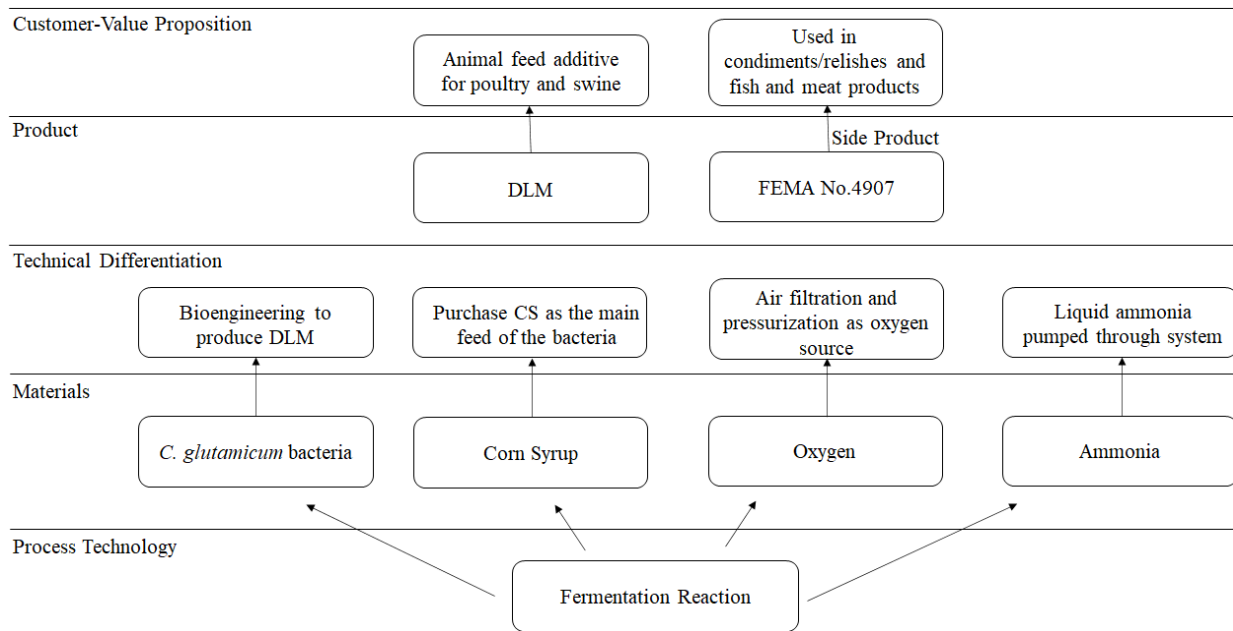 Customer-Value Proposition
Animal feed additive
for poultry and swine
Used in
condiments/relishes and
fish and meat products
Product
Side Product
DLM
FEMA No.4907
Technical Differentiation
Bioengineering to
produce DLM
Purchase CS as the main
feed of the bacteria
Air filtration and
pressurization as oxygen
source
Liquid ammonia
pumped through system
Materials
C. glutamicum bacteria
Corn Syrup
Oxygen
Ammonia
Process Technology
Fermentation Reaction